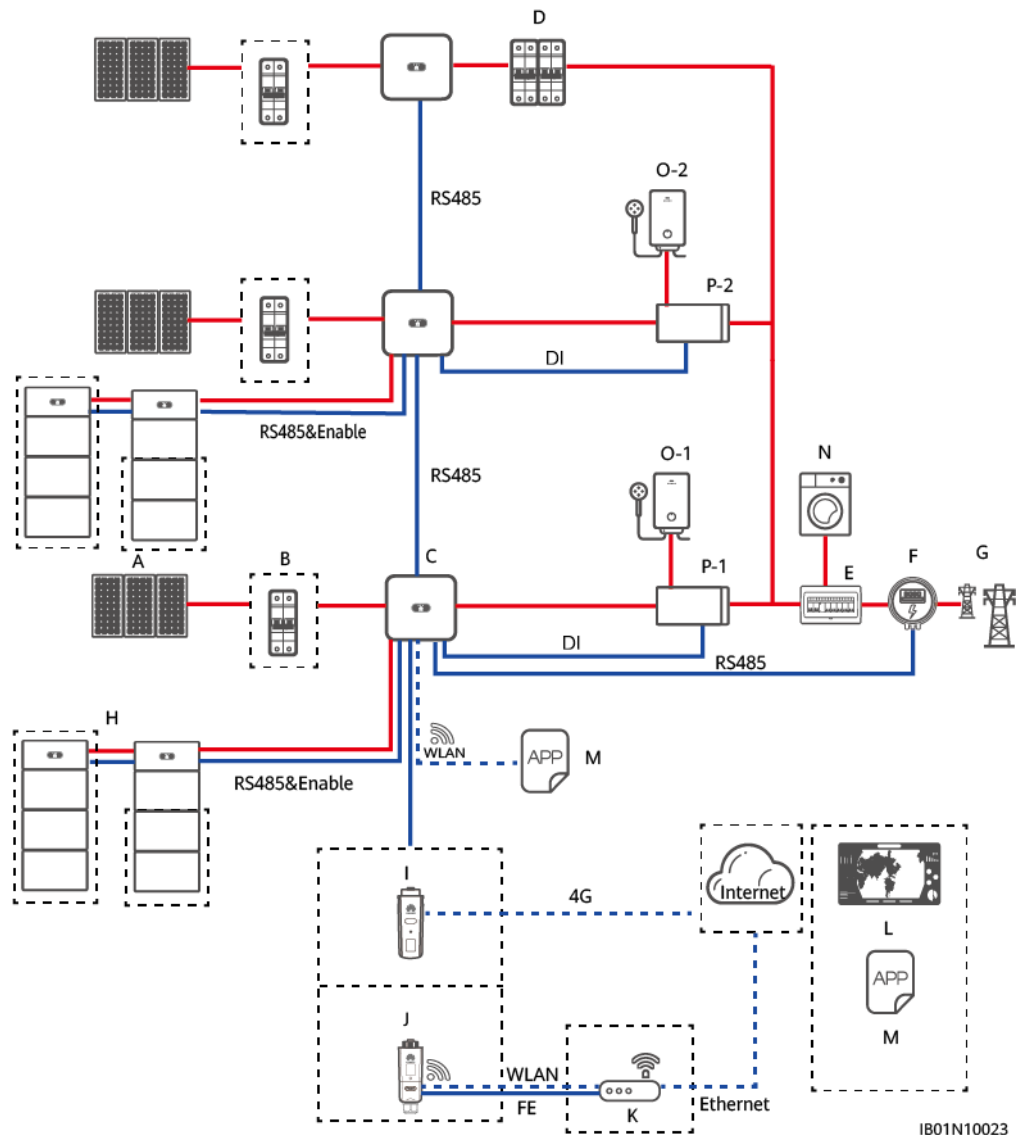 D
RS485
O-2
P-2
DI
RS485&Enable
RS485
O-1
N
A
B
C
P-1
E
F
G
DI
RS485
H
WLAN
APP
M
RS485&Enable
I
4G
Internet
L
APP
M
J
WLAN
FE
K
Ethernet
IB01N10023